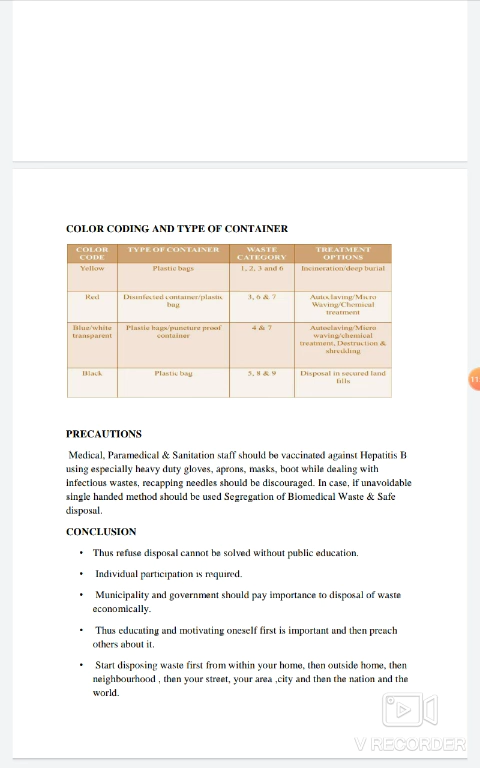 COLOR CODING AND TYPE OF CONTAINER
COLOR CODE TYPE OF CONTAINER WASTE CATEGORY TREATMENT OPTIONS
Yellow Plastic bags 1, 2, 3 and 6 Incineration/deep burial
Red Disinfected container/plastic bag 3, 6 & 7 Autoclaving/Micro Waving/Chemical treatment
Blue/white transparent Plastic bags/puncture proof container 4 & 7 Autoclaving/Micro waving/chemical treatment, Destruction & shredding
Black Plastic bag 5, 8 & 9 Disposal in secured land fills
PRECAUTIONS
Medical, Paramedical & Sanitation staff should be vaccinated against Hepatitis B
using especially heavy duty gloves, aprons, masks, boot while dealing with
infectious wastes, recapping needles should be discouraged. In case, if unavoidable
single handed method should be used Segregation of Biomedical Waste & Safe
disposal.
CONCLUSION
• Thus refuse disposal cannot be solved without public education.
• Individual participation is required.
• Municipality and government should pay importance to disposal of waste
economically.
• Thus educating and motivating oneself first is important and then preach
others about it.
• Start disposing waste first from within your home, then outside home, then
neighbourhood , then your street, your area ,city and then the nation and the
world.
V RECORDER